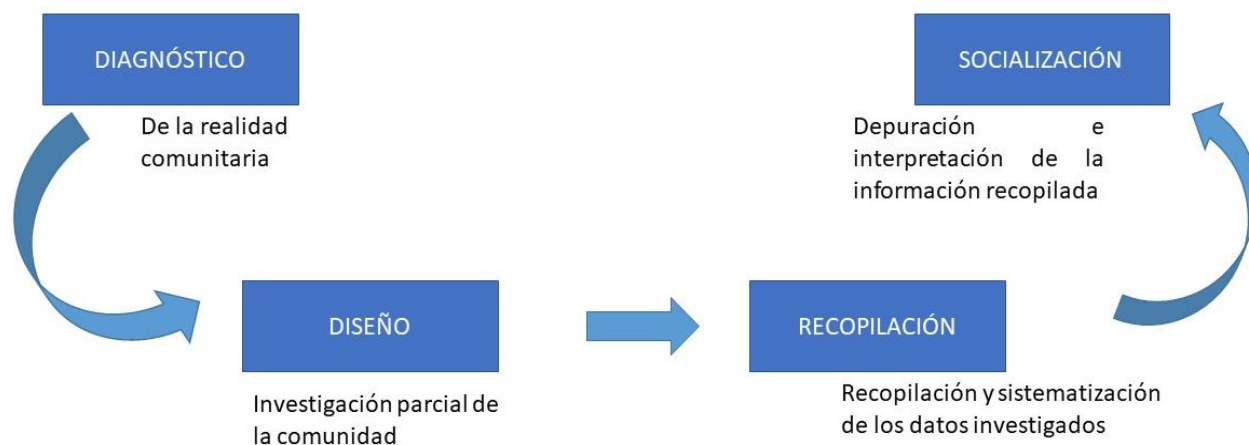 DIAGNÓSTICO
De la realidad
comunitaria
DISEÑO
Investigación parcial de
la comunidad
RECOPILACIÓN
Recopilación y sistematización
de los datos investigados
SOCIALIZACIÓN
Depuración e
interpretación de la
información recopilada